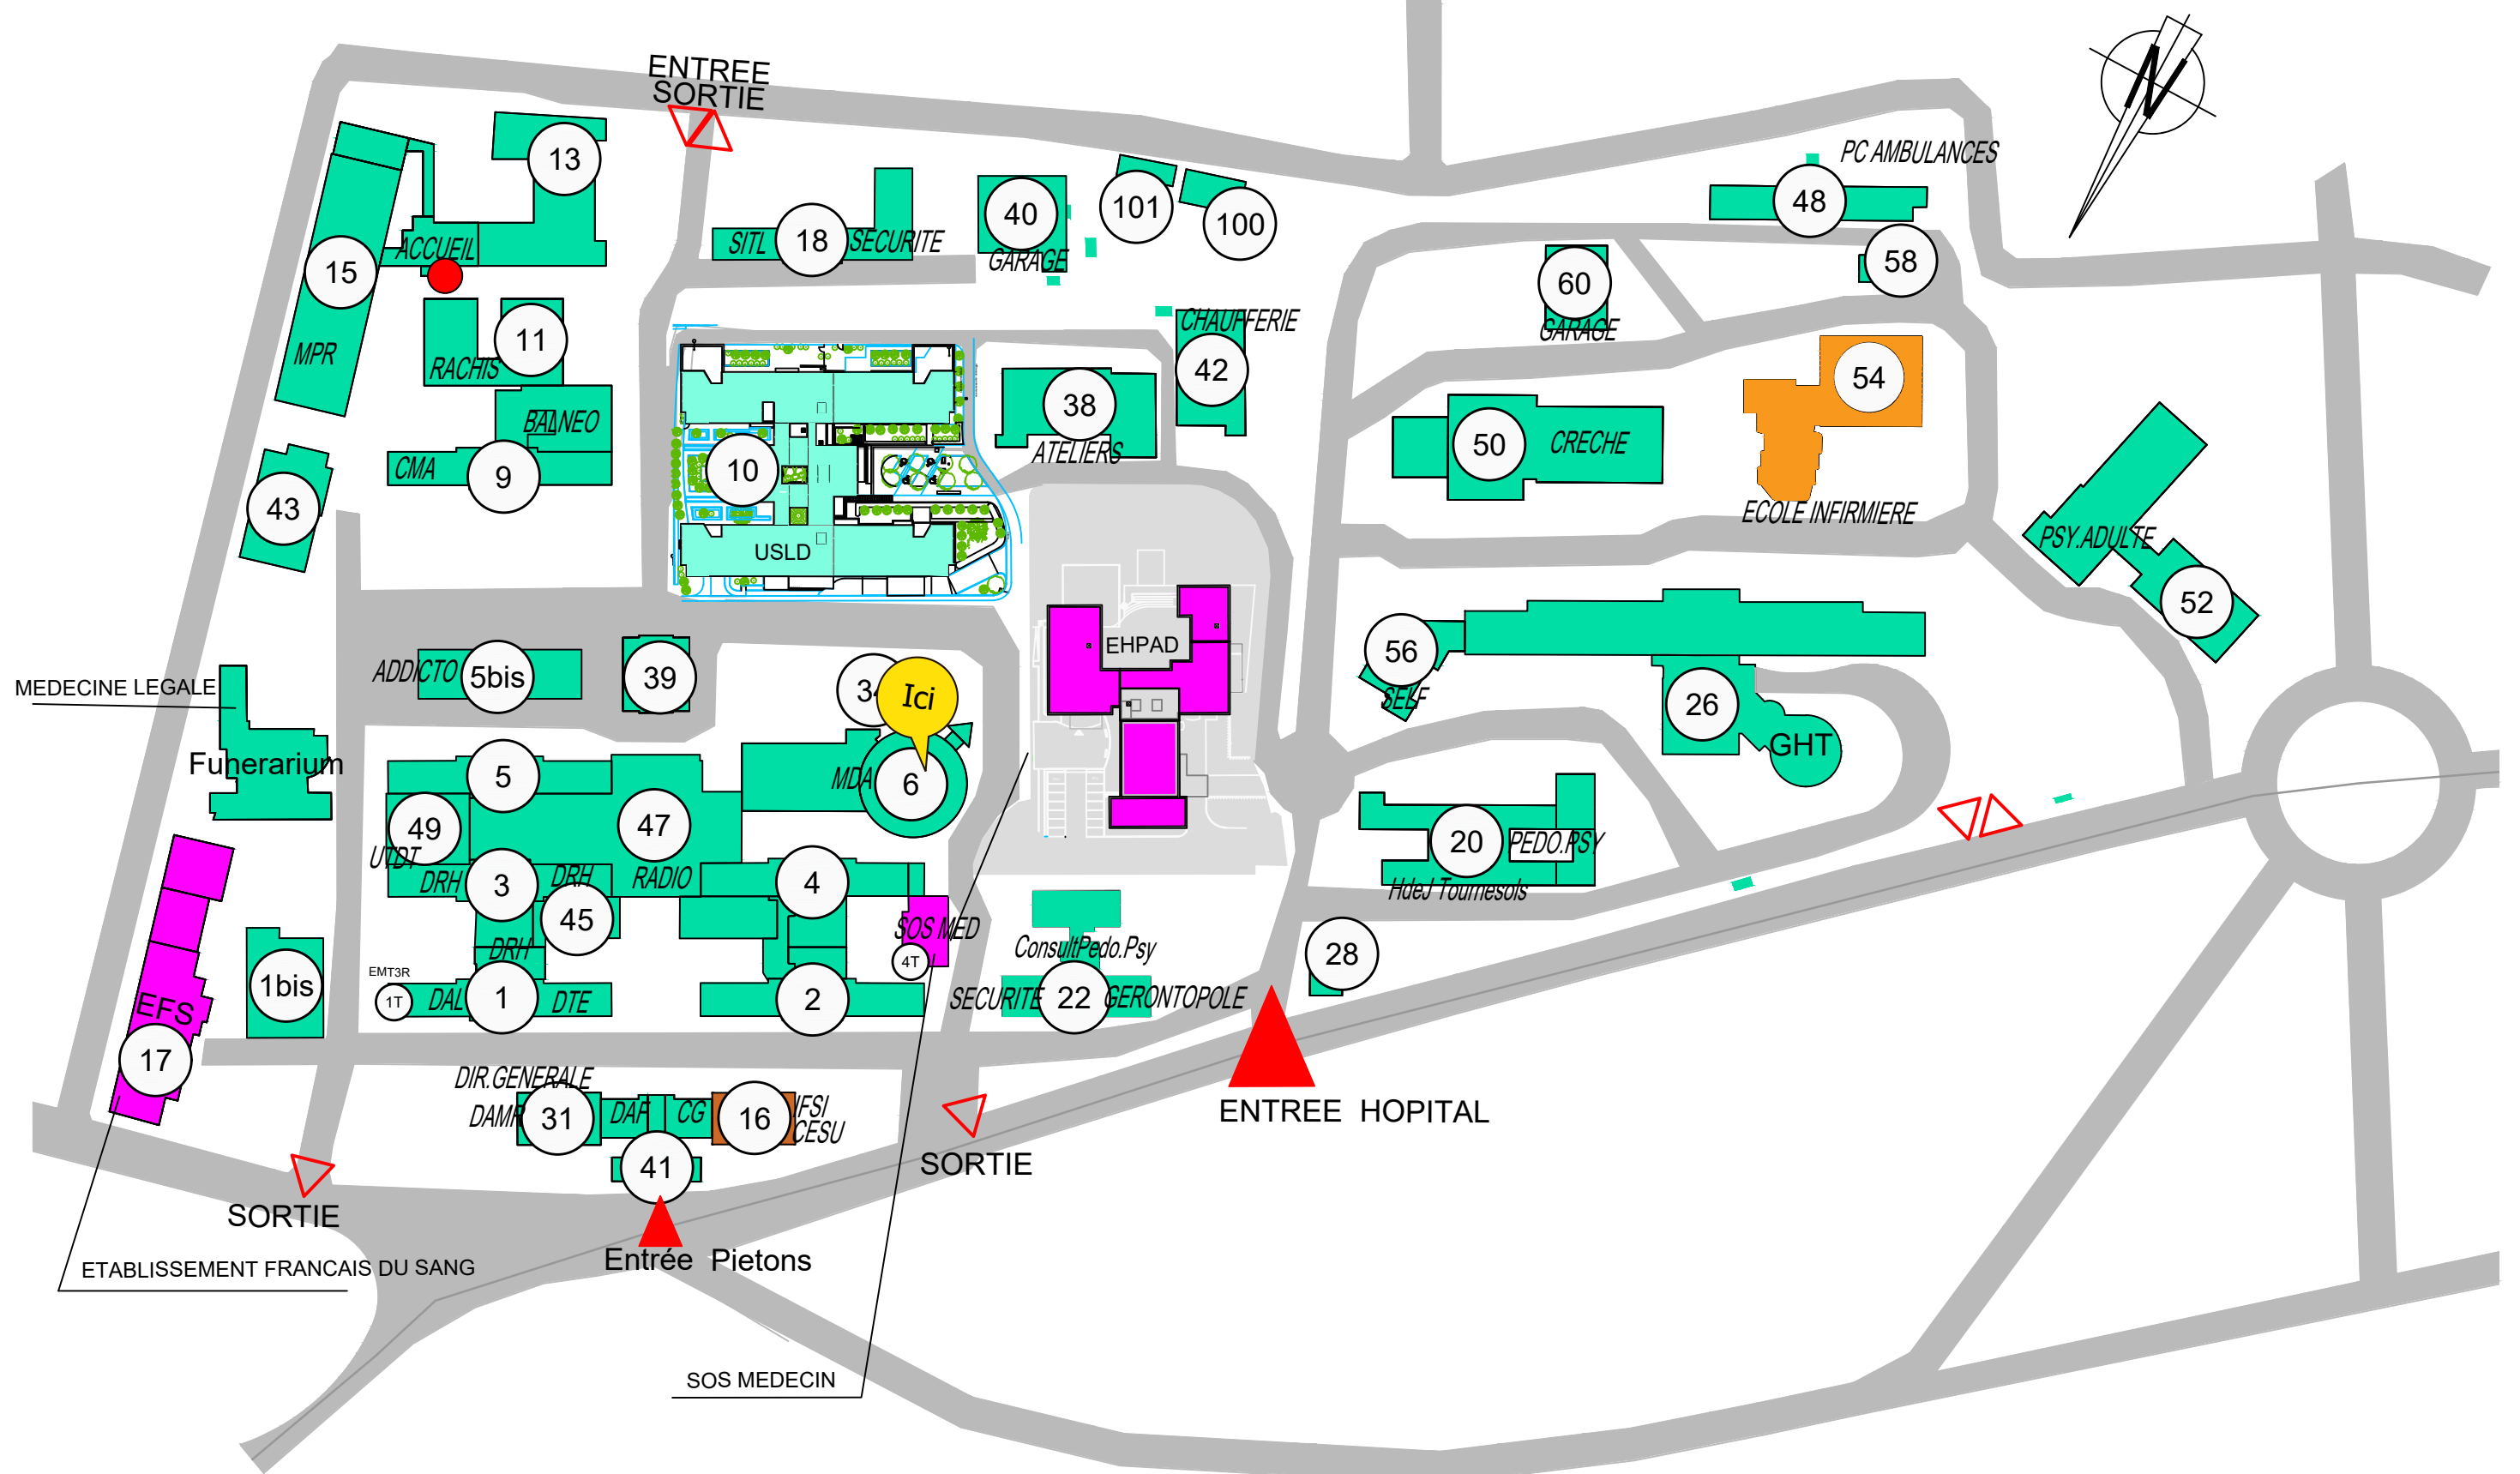 ENTREE
SORTIE
N
13
PC AMBULANCES
48
ACCUEIL
15
SITL
18
SECURITE
40
GARAGE
101
100
58
60
GARAGE
MPR
11
RACHIS
CHAUFFERIE
42
54
BALNEO
38
ATELIERS
50
CRECHE
CMA
9
10
43
ECOLE INFIRMIERE
USLD
PSY.ADULTE
52
EHPAD
ADDICTO
5bis
39
56
SELF
MEDECINE LEGALE
Ici
26
GHT
Funerarium
5
MDA
6
49
47
UTDT
DRH
3
DRH
RADIO
4
20
PEDO.PSY
HdeJ Tournesols
45
DRH
SOS MED
4T
ConsultPedo.Psy
28
1bis
EMT3R
1T
DAL
1
DTE
2
SECURITE
22
GERONTOPOLE
EFS
17
DIR.GENERALE
DAMR
31
DAF
CG
16
IFSI
CESU
ENTREE HOPITAL
41
SORTIE
SORTIE
Entrée Pietons
ETABLISSEMENT FRANCAIS DU SANG
SOS MEDECIN